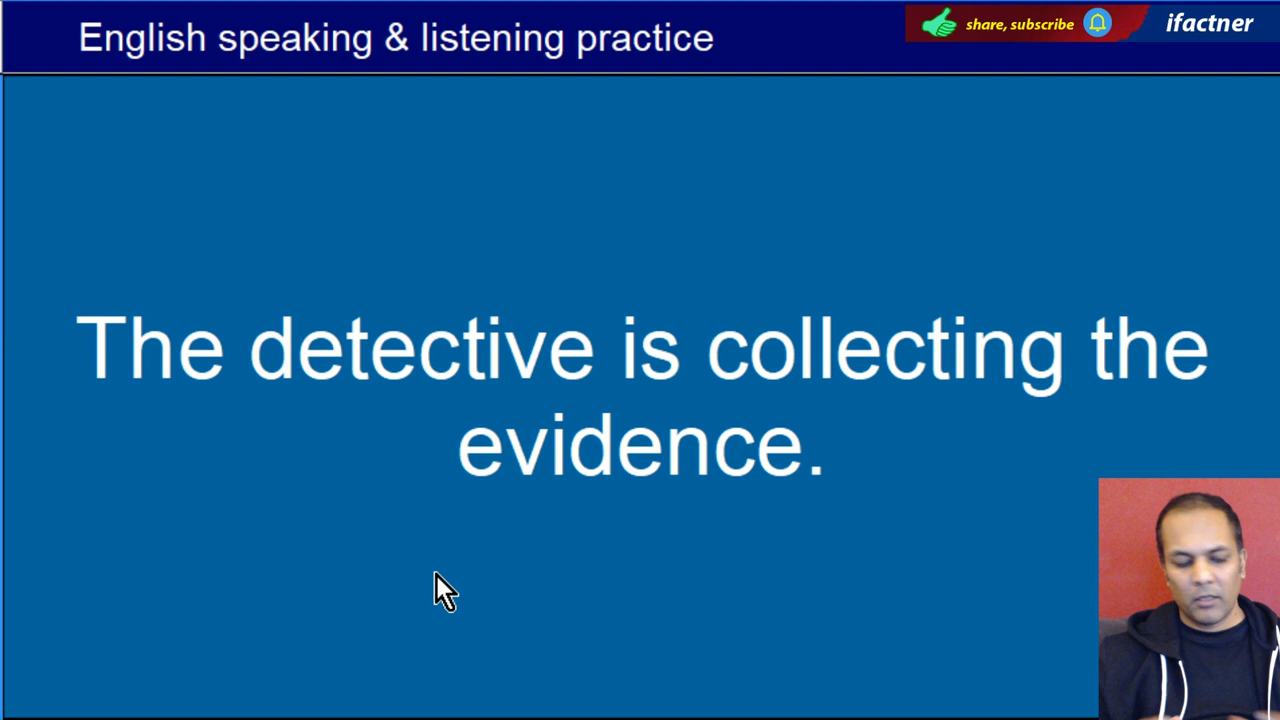 English speaking & listening practice
share, subscribe
ifactner
The detective is collecting the
evidence.